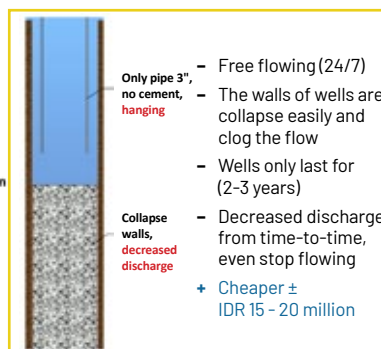 Only pipe 3",
no cement,
hanging
Collapse
walls,
decreased
discharge
– Free flowing (24/7)
– The walls of wells are
collapse easily and
clog the flow
– Wells only last for
(2-3 years)
– Decreased discharge
from time-to-time,
even stop flowing
+ Cheaper ±
IDR 15 - 20 million